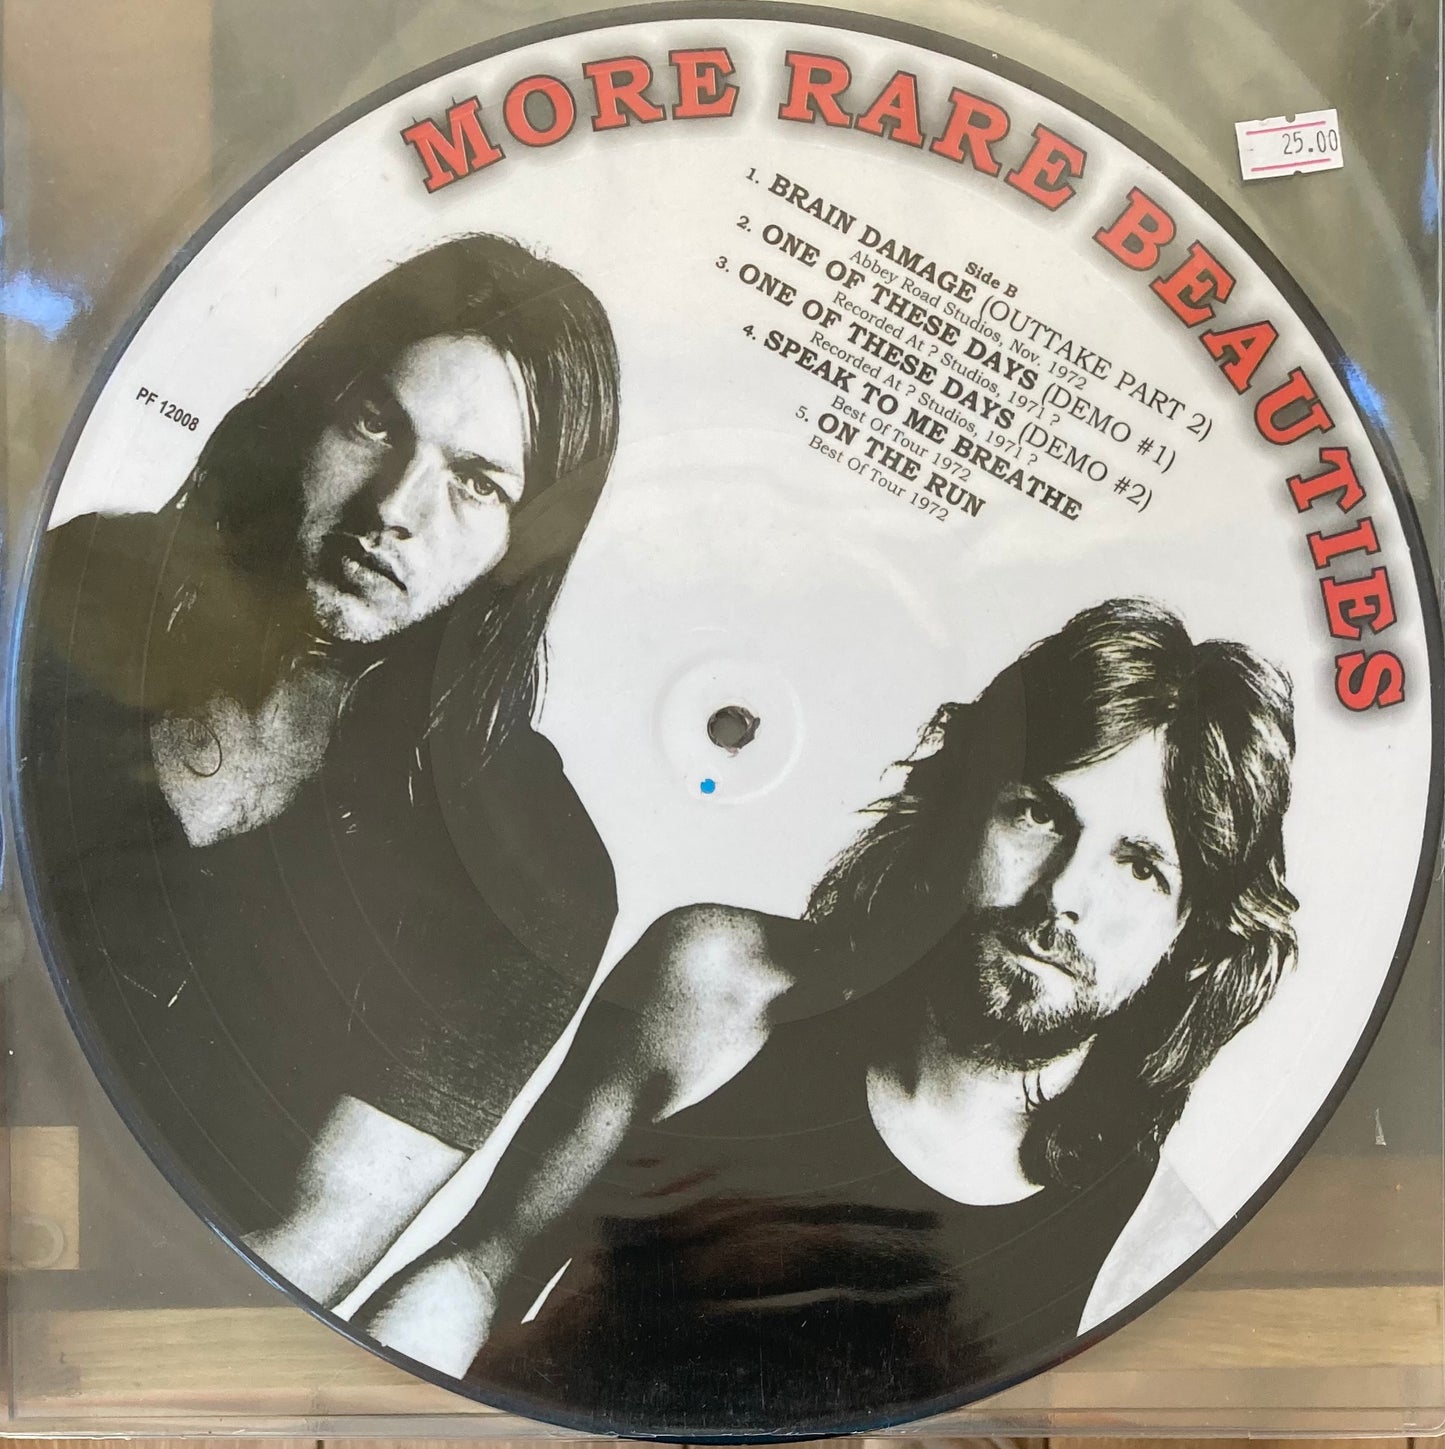 MORE RARE BEAUTIES
25.00
Side B
1. BRAIN DAMAGE (OUTTAKE PART 2)
Abbey Road Studios, Nov. 1972
2. ONE OF THESE DAYS (DEMO #1)
Recorded At ? Studios, 1971 ?
3. ONE OF THESE DAYS (DEMO #2)
Recorded At ? Studios, 1971 ?
4. SPEAK TO ME BREATHE
Best Of Tour 1972
5. ON THE RUN
Best Of Tour 1972
PF 12008